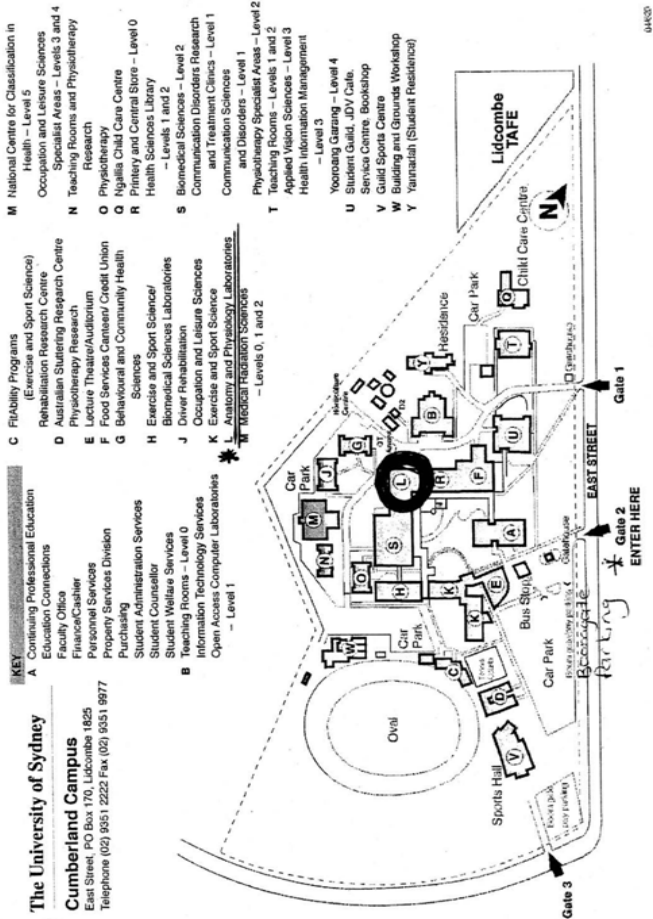 The University of Sydney
Cumberland Campus
East Street, PO Box 170, Lidcombe 1825
Telephone (02) 9351 2222 Fax (02) 9351 9977
KEY
A Continuing Professional Education
Education Connections
Faculty Office
Finance/Cashier
Personnel Services
Property Services Division
Purchasing
Student Administration Services
Student Counsellor
Student Welfare Services
B Teaching Rooms – Level 0
Information Technology Services
Open Access Computer Laboratories
– Level 1
C FitAbility Programs
(Exercise and Sport Science)
Rehabilitation Research Centre
D Australian Stuttering Research Centre
Physiotherapy Research
E Lecture Theatre/Auditorium
F Food Services Canteen/ Credit Union
G Behavioural and Community Health
Sciences
H Exercise and Sport Science/
Biomedical Sciences Laboratories
J Driver Rehabilitation
Occupation and Leisure Sciences
K Exercise and Sport Science
L Anatomy and Physiology Laboratories
M Medical Radiation Sciences
– Levels 0, 1 and 2
M National Centre for Classification in
Health – Level 5
Occupation and Leisure Sciences
Specialist Areas – Levels 3 and 4
N Teaching Rooms and Physiotherapy
Research
O Physiotherapy
Q Ngallia Child Care Centre
R Printery and Central Store – Level 0
Health Sciences Library
– Levels 1 and 2
S Biomedical Sciences – Level 2
Communication Disorders Research
and Treatment Clinics – Level 1
Communication Sciences
and Disorders – Level 1
Physiotherapy Specialist Areas – Level 2
T Teaching Rooms – Levels 1 and 2
Applied Vision Sciences – Level 3
Health Information Management
– Level 3
Yooroang Garang – Level 4
U Student Guild, JDV Cafe,
Service Centre, Bookshop
V Guild Sports Centre
W Building and Grounds Workshop
Y Yannadah (Student Residence)
Car
Park
J
G
M
N
O
L
R
F
S
H
K
K
E
A
B
U
Y
T
Q
W
C
D
V
Residence
Car Park
Child Care Centre
Lidcombe
TAFE
N
Oval
Car
Park
Tennis
Courts
Sports Hall
Bus Stop
Gatehouse
Car Park
Boomgate
Parking
EAST STREET
Gate 1
Gate 2
ENTER HERE
Gate 3